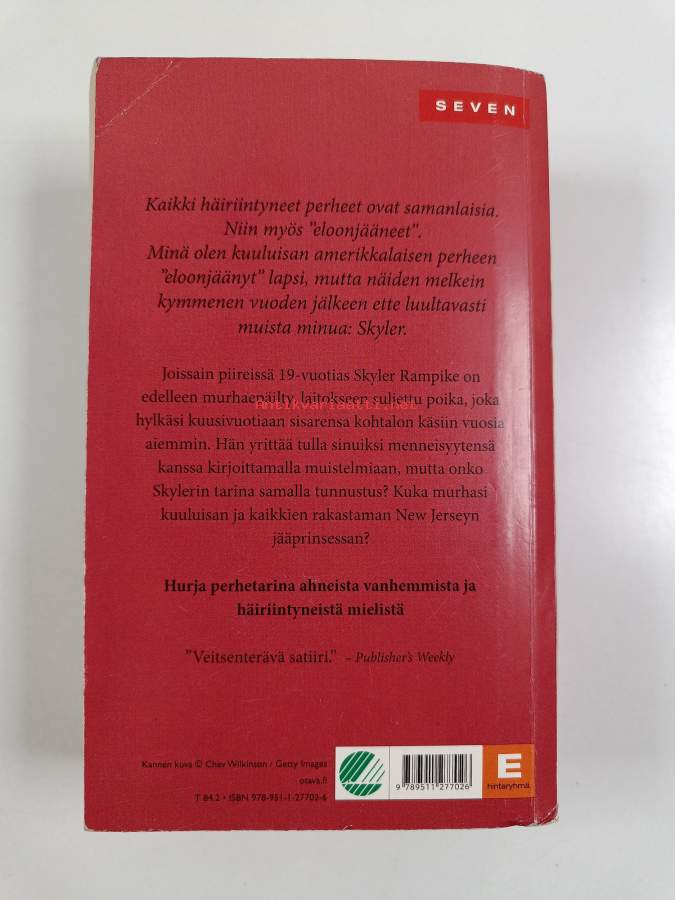 SEVEN
Kaikki häiriintyneet perheet ovat samanlaisia.
Niin myös "eloonjääneet".
Minä olen kuuluisan amerikkalaisen perheen
"eloonjäänyt" lapsi, mutta näiden melkein
kymmenen vuoden jälkeen ette luultavasti
muista minua: Skyler.
Joissain piireissä 19-vuotias Skyler Rampike on
edelleen murhaepäilty, laitokseen suljettu poika, joka
Antikvariaatti.net
hylkäsi kuusivuotiaan sisarensa kohtalon käsiin vuosia
aiemmin. Hän yrittää tulla sinuiksi menneisyytensä
kanssa kirjoittamalla muistelmiaan, mutta onko
Skylerin tarina samalla tunnustus? Kuka murhasi
kuuluisan ja kaikkien rakastaman New Jerseyn
jääprinsessan?
Hurja perhetarina ahneista vanhemmista ja
häiriintyneistä mielistä
"Veitsenterävä satiiri." – Publisher's Weekly
Kannen kuva © Chev Wilkinson / Getty Images
otava.fi
T 84.2 • ISBN 978-951-1-27702-6
9 789511 277026
E
hintaryhmä